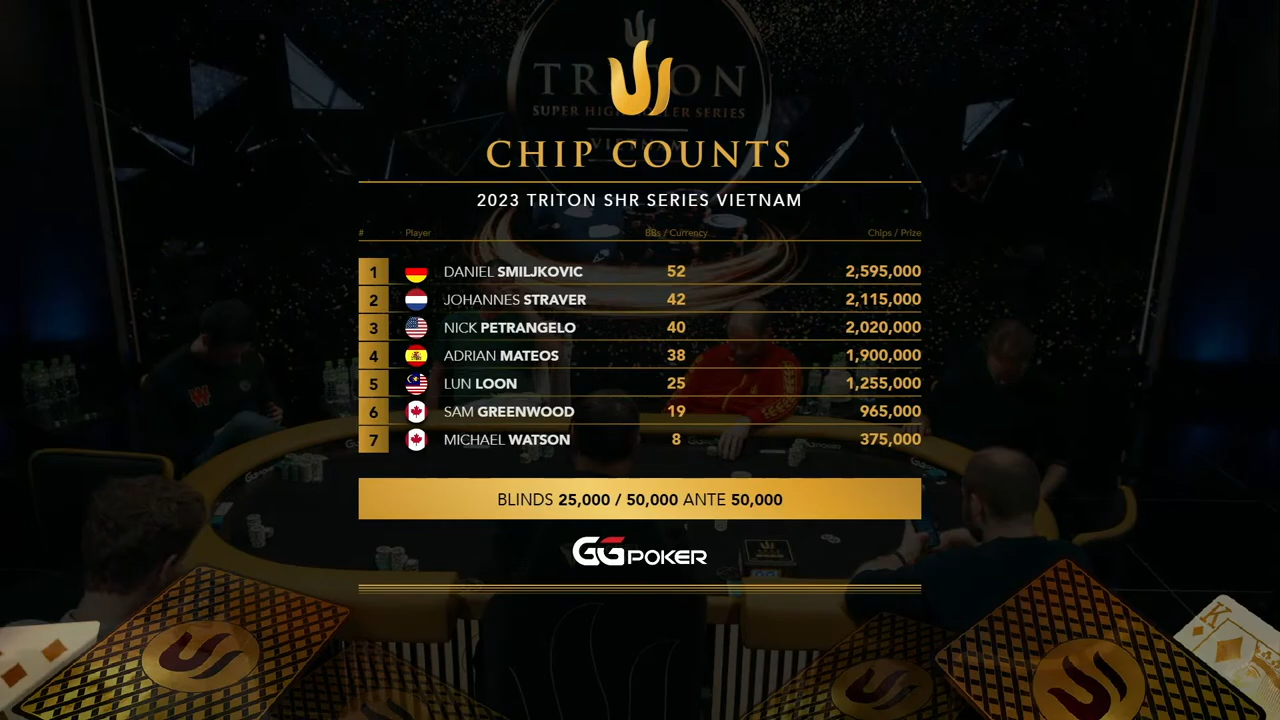 TRITON
SUPER HIGH ROLLER SERIES
VIETNAM
CHIP COUNTS
2023 TRITON SHR SERIES VIETNAM
# Player BBs / Currency Chips / Prize
1 DANIEL SMILJKOVIC 52 2,595,000
2 JOHANNES STRAVER 42 2,115,000
3 NICK PETRANGELO 40 2,020,000
4 ADRIAN MATEOS 38 1,900,000
5 LUN LOON 25 1,255,000
6 SAM GREENWOOD 19 965,000
7 MICHAEL WATSON 8 375,000
BLINDS 25,000 / 50,000 ANTE 50,000
GGPOKER
K